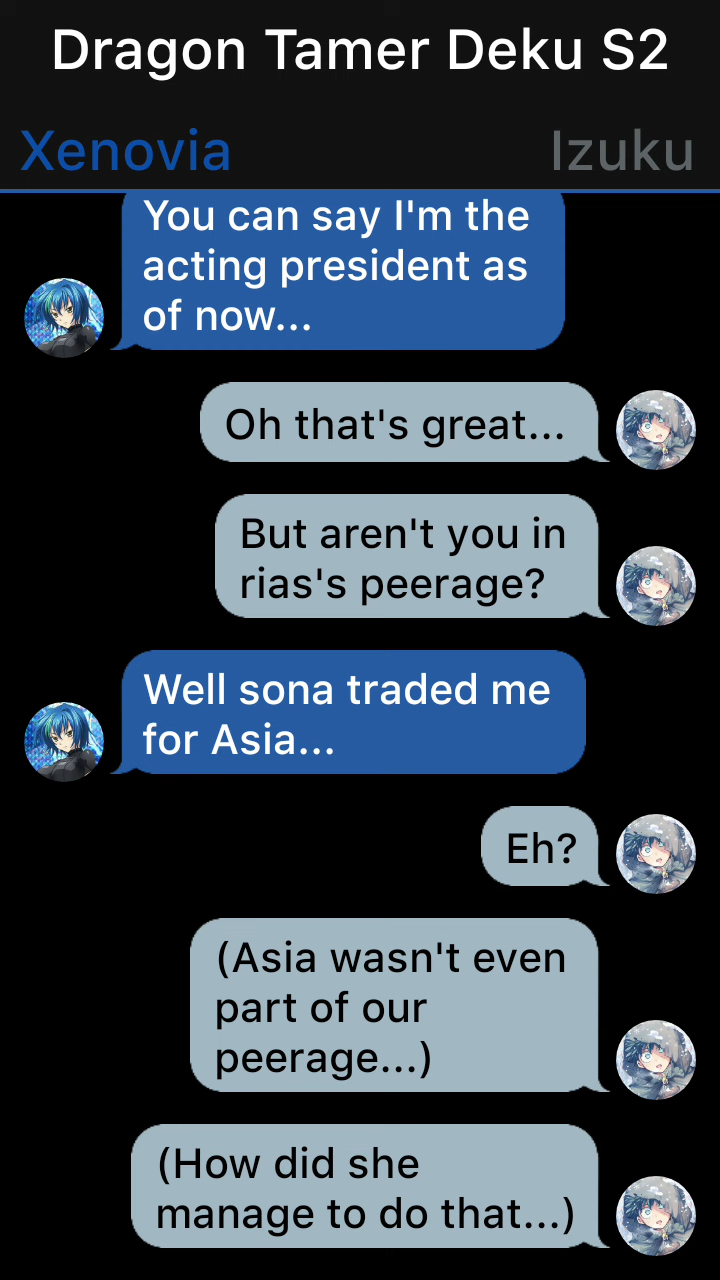 Dragon Tamer Deku S2
Xenovia
Izuku
You can say I'm the
acting president as
of now...
Oh that's great...
But aren't you in
rias's peerage?
Well sona traded me
for Asia...
Eh?
(Asia wasn't even
part of our
peerage...)
(How did she
manage to do that...)